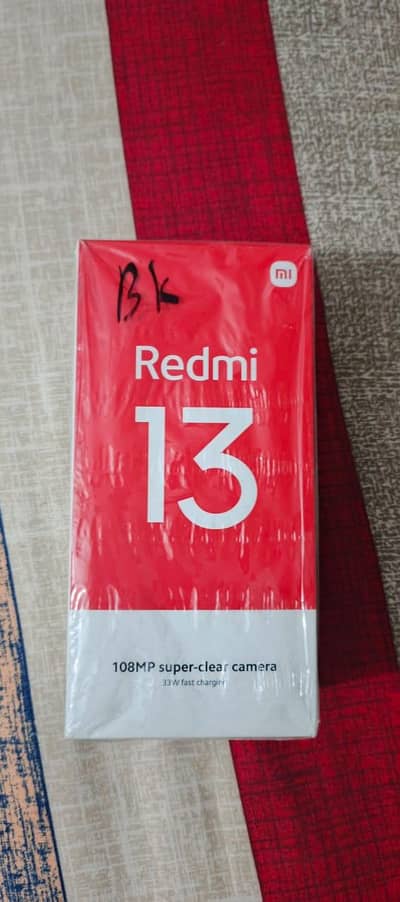 BK
mi
Redmi
13
108MP super-clear camera
33W fast charging